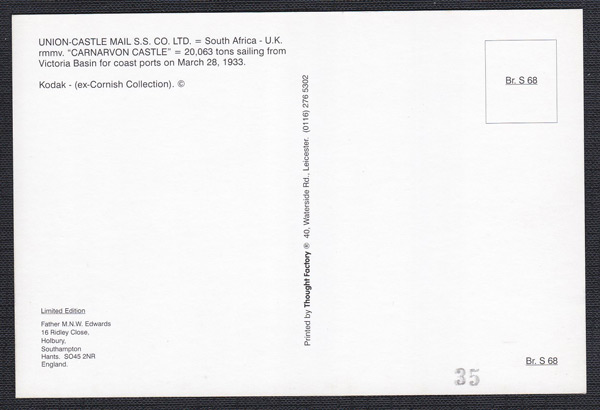 UNION-CASTLE MAIL S.S. CO. LTD. = South Africa - U.K.
rmmv. "CARNARVON CASTLE" = 20,063 tons sailing from
Victoria Basin for coast ports on March 28, 1933.
Kodak - (ex-Cornish Collection). ©
Limited Edition
Father M.N.W. Edwards
16 Ridley Close,
Holbury,
Southampton
Hants. SO45 2NR
England.
Printed by Thought Factory ® 40, Waterside Rd., Leicester. (0116) 276 5302
Br. S 68
Br. S 68
35